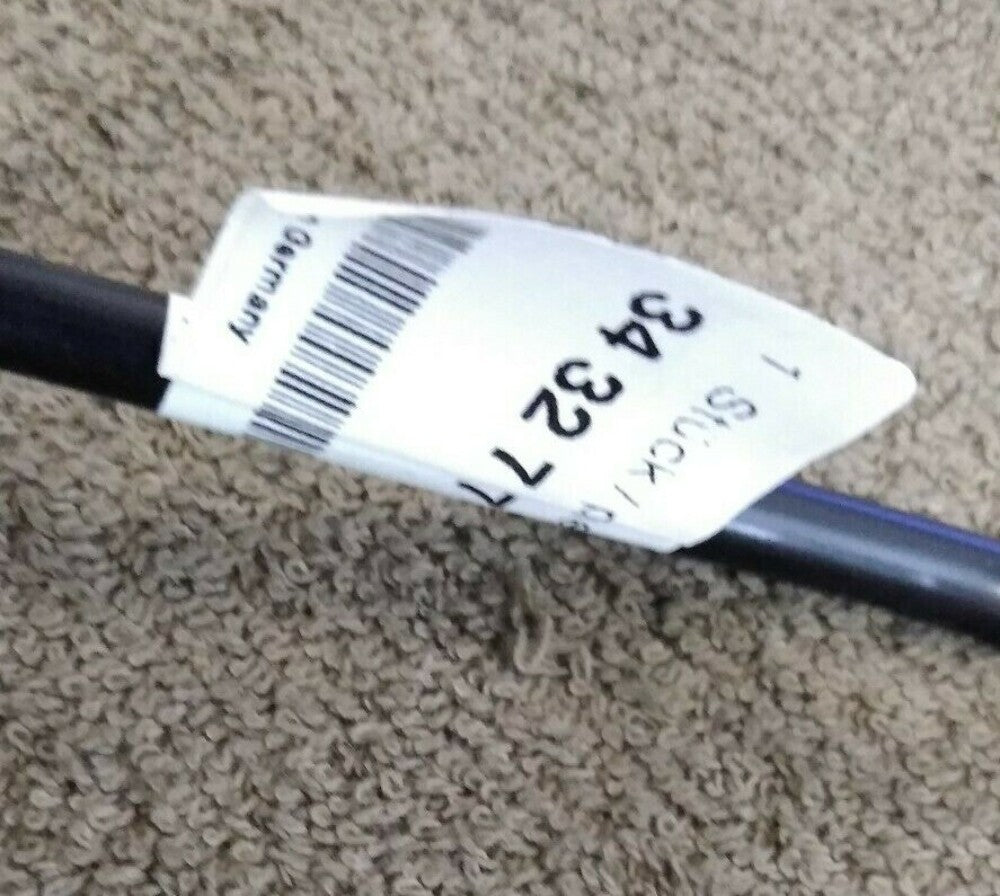 1 Stück /
34 32 7
Germany